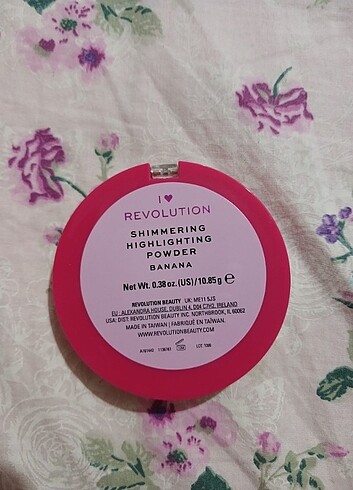 I ♥
REVOLUTION
SHIMMERING
HIGHLIGHTING
POWDER
BANANA
Net Wt. 0.38 oz. (US) / 10.85 g ℮
REVOLUTION BEAUTY UK: ME11 5JS
EU: ALEXANDRA HOUSE, DUBLIN 4, D04 C7H2, IRELAND
USA: DIST. REVOLUTION BEAUTY INC. NORTHBROOK, IL 60062
MADE IN TAIWAN | FABRIQUÉ EN TAÏWAN.
WWW.REVOLUTIONBEAUTY.COM
LOT